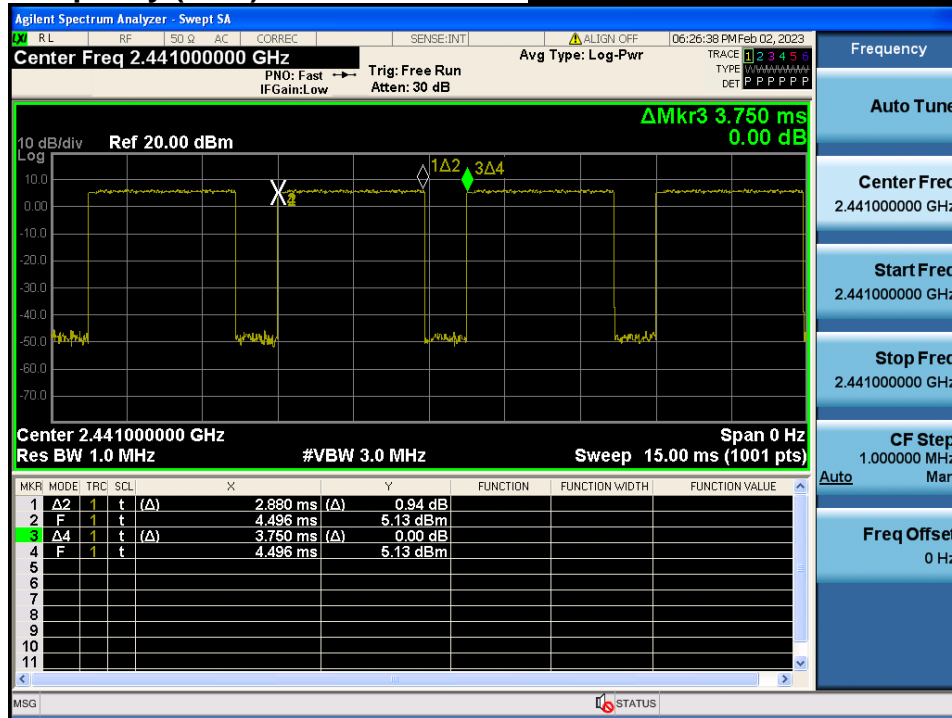 Agilent Spectrum Analyzer - Swept SA
LXI RL RF 50 Ω AC CORREC SENSE:INT ALIGN OFF 06:26:38 PM Feb 02, 2023
Center Freq 2.441000000 GHz
PNO: Fast
IFGain:Low
Trig: Free Run
Atten: 30 dB
Avg Type: Log-Pwr
TRACE 1 2 3 4 5 6
TYPE WWWWWW
DET P P P P P P
ΔMkr3 3.750 ms
0.00 dB
10 dB/div Ref 20.00 dBm
Log
1Δ2 3Δ4
10.0
X 4
0.00
-10.0
-20.0
-30.0
-40.0
-50.0
-60.0
-70.0
Center 2.441000000 GHz Span 0 Hz
Res BW 1.0 MHz #VBW 3.0 MHz Sweep 15.00 ms (1001 pts)
MKR MODE TRC SCL X Y FUNCTION FUNCTION WIDTH FUNCTION VALUE
1 Δ2 1 t (Δ) 2.880 ms (Δ) 0.94 dB
2 F 1 t 4.496 ms 5.13 dBm
3 Δ4 1 t (Δ) 3.750 ms (Δ) 0.00 dB
4 F 1 t 4.496 ms 5.13 dBm
5
6
7
8
9
10
11
MSG STATUS
Frequency
Auto Tune
Center Freq
2.441000000 GHz
Start Freq
2.441000000 GHz
Stop Freq
2.441000000 GHz
CF Step
1.000000 MHz
Auto Man
Freq Offset
0 Hz